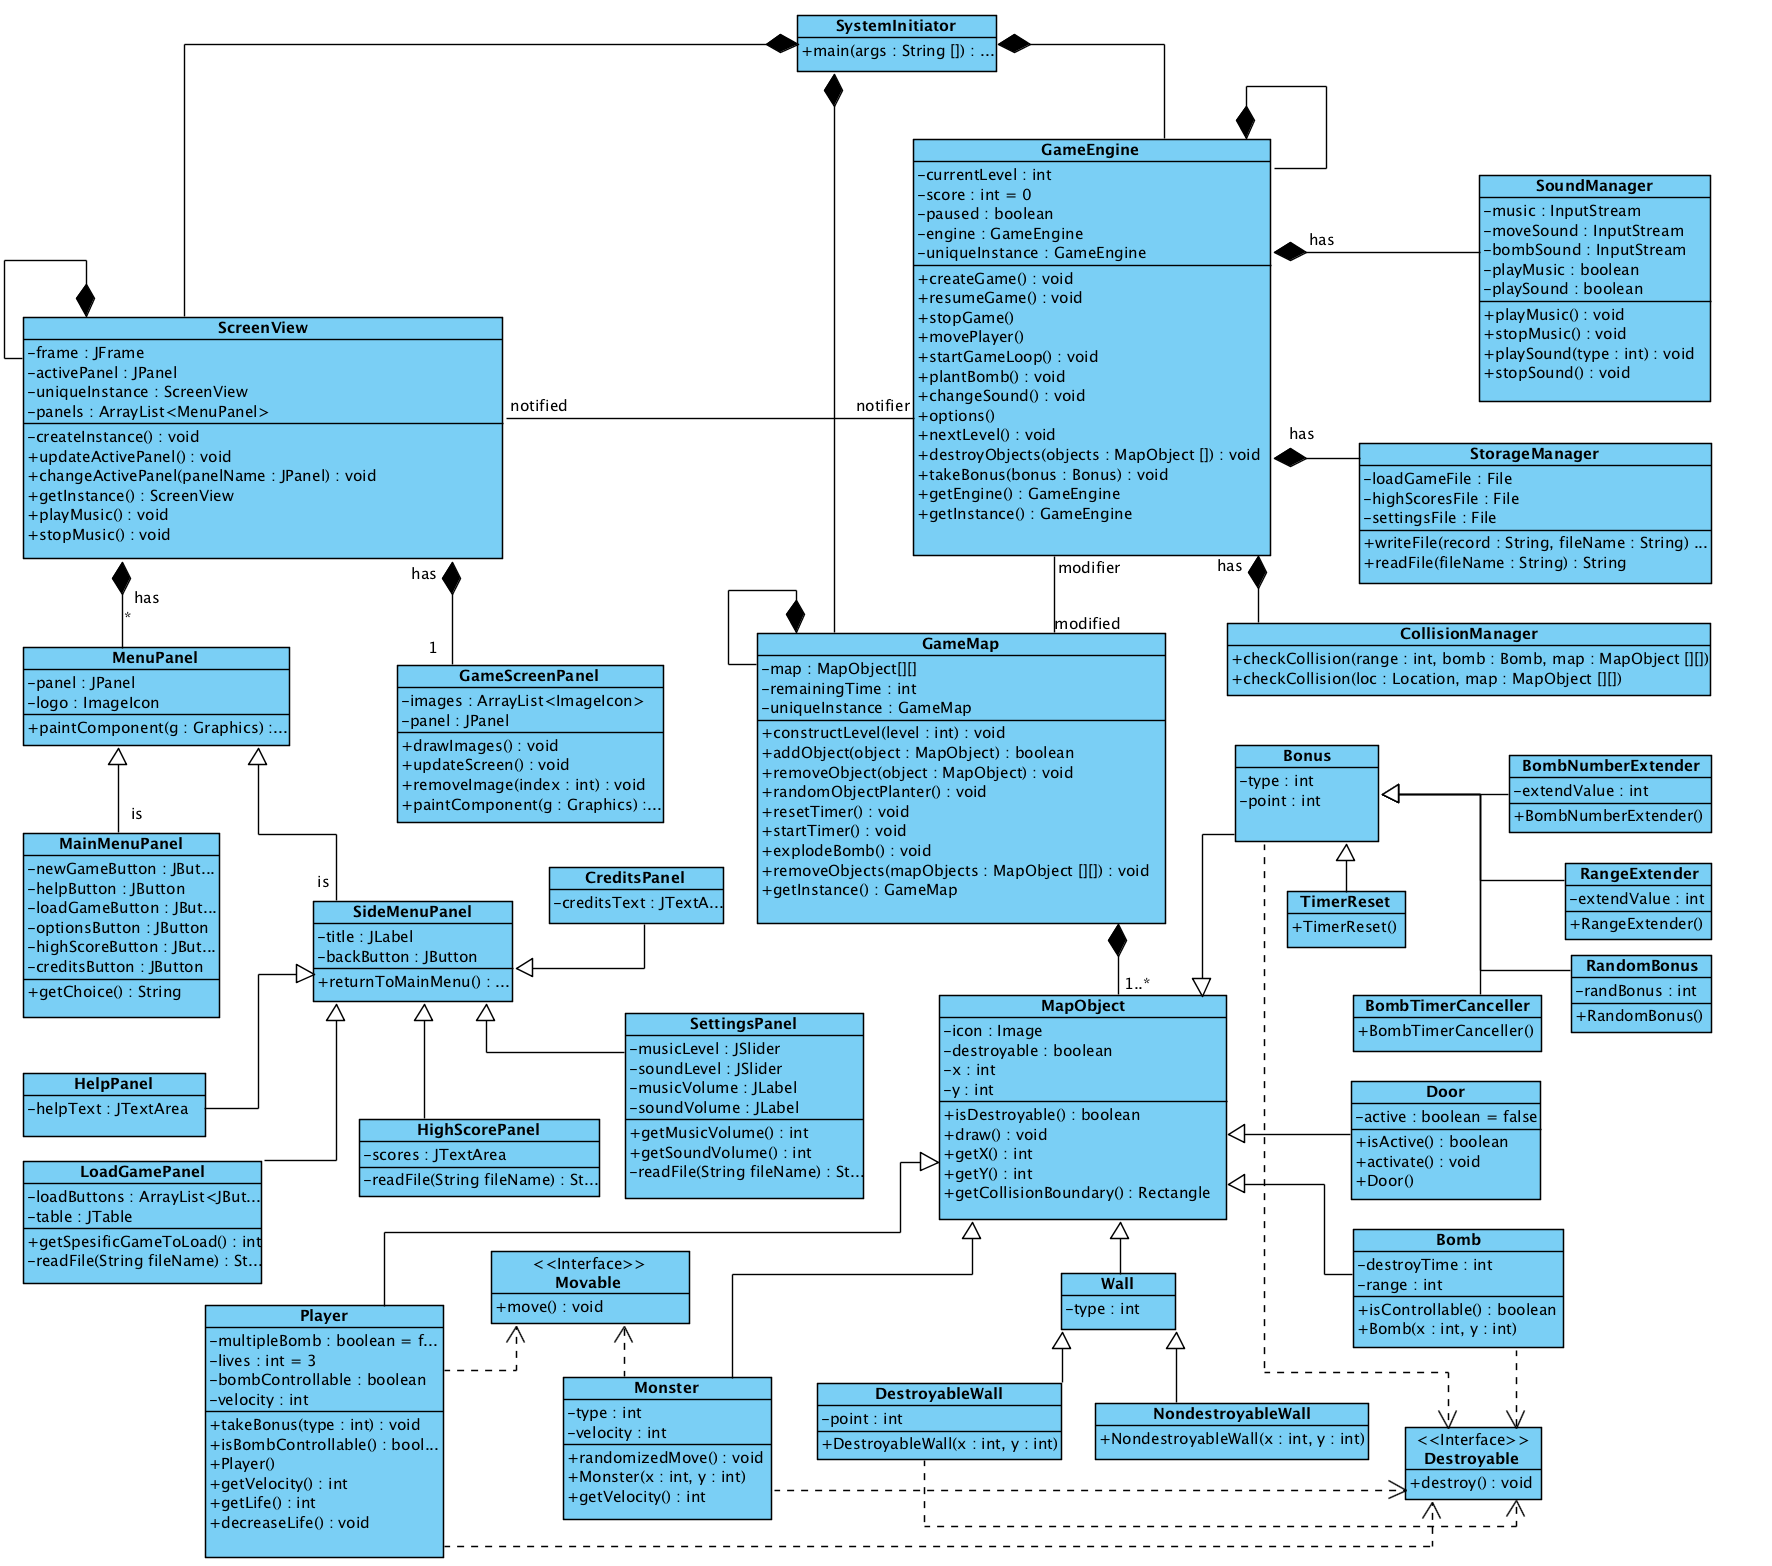 SystemInitiator
+main(args : String []) : ...
GameEngine
-currentLevel : int
-score : int = 0
-paused : boolean
-engine : GameEngine
-uniqueInstance : GameEngine
+createGame() : void
+resumeGame() : void
+stopGame()
+movePlayer()
+startGameLoop() : void
+plantBomb() : void
+changeSound() : void
+options()
+nextLevel() : void
+destroyObjects(objects : MapObject []) : void
+takeBonus(bonus : Bonus) : void
+getEngine() : GameEngine
+getInstance() : GameEngine
has
SoundManager
-music : InputStream
-moveSound : InputStream
-bombSound : InputStream
-playMusic : boolean
-playSound : boolean
+playMusic() : void
+stopMusic() : void
+playSound(type : int) : void
+stopSound() : void
ScreenView
-frame : JFrame
-activePanel : JPanel
-uniqueInstance : ScreenView
-panels : ArrayList<MenuPanel>
-createInstance() : void
+updateActivePanel() : void
+changeActivePanel(panelName : JPanel) : void
+getInstance() : ScreenView
+playMusic() : void
+stopMusic() : void
notified
notifier
has
StorageManager
-loadGameFile : File
-highScoresFile : File
-settingsFile : File
+writeFile(record : String, fileName : String) ...
+readFile(fileName : String) : String
has
*
has
1
modifier
modified
has
CollisionManager
+checkCollision(range : int, bomb : Bomb, map : MapObject [][])
+checkCollision(loc : Location, map : MapObject [][])
MenuPanel
-panel : JPanel
-logo : ImageIcon
+paintComponent(g : Graphics) :...
GameScreenPanel
-images : ArrayList<ImageIcon>
-panel : JPanel
+drawImages() : void
+updateScreen() : void
+removeImage(index : int) : void
+paintComponent(g : Graphics) :...
GameMap
-map : MapObject[][]
-remainingTime : int
-uniqueInstance : GameMap
+constructLevel(level : int) : void
+addObject(object : MapObject) : boolean
+removeObject(object : MapObject) : void
+randomObjectPlanter() : void
+resetTimer() : void
+startTimer() : void
+explodeBomb() : void
+removeObjects(mapObjects : MapObject [][]) : void
+getInstance() : GameMap
1..*
Bonus
-type : int
-point : int
BombNumberExtender
-extendValue : int
+BombNumberExtender()
RangeExtender
-extendValue : int
+RangeExtender()
TimerReset
+TimerReset()
RandomBonus
-randBonus : int
+RandomBonus()
BombTimerCanceller
+BombTimerCanceller()
is
MainMenuPanel
-newGameButton : JBut...
-helpButton : JButton
-loadGameButton : JBut...
-optionsButton : JButton
-highScoreButton : JBut...
-creditsButton : JButton
+getChoice() : String
is
SideMenuPanel
-title : JLabel
-backButton : JButton
+returnToMainMenu() : ...
CreditsPanel
-creditsText : JTextA...
MapObject
-icon : Image
-destroyable : boolean
-x : int
-y : int
+isDestroyable() : boolean
+draw() : void
+getX() : int
+getY() : int
+getCollisionBoundary() : Rectangle
SettingsPanel
-musicLevel : JSlider
-soundLevel : JSlider
-musicVolume : JLabel
-soundVolume : JLabel
+getMusicVolume() : int
+getSoundVolume() : int
-readFile(String fileName) : St...
HelpPanel
-helpText : JTextArea
HighScorePanel
-scores : JTextArea
-readFile(String fileName) : St...
LoadGamePanel
-loadButtons : ArrayList<JBut...
-table : JTable
+getSpesificGameToLoad() : int
-readFile(String fileName) : St...
Door
-active : boolean = false
+isActive() : boolean
+activate() : void
+Door()
Bomb
-destroyTime : int
-range : int
+isControllable() : boolean
+Bomb(x : int, y : int)
<<Interface>>
Movable
+move() : void
Wall
-type : int
Player
-multipleBomb : boolean = f...
-lives : int = 3
-bombControllable : boolean
-velocity : int
+takeBonus(type : int) : void
+isBombControllable() : bool...
+Player()
+getVelocity() : int
+getLife() : int
+decreaseLife() : void
Monster
-type : int
-velocity : int
+randomizedMove() : void
+Monster(x : int, y : int)
+getVelocity() : int
DestroyableWall
-point : int
+DestroyableWall(x : int, y : int)
NondestroyableWall
+NondestroyableWall(x : int, y : int)
<<Interface>>
Destroyable
+destroy() : void